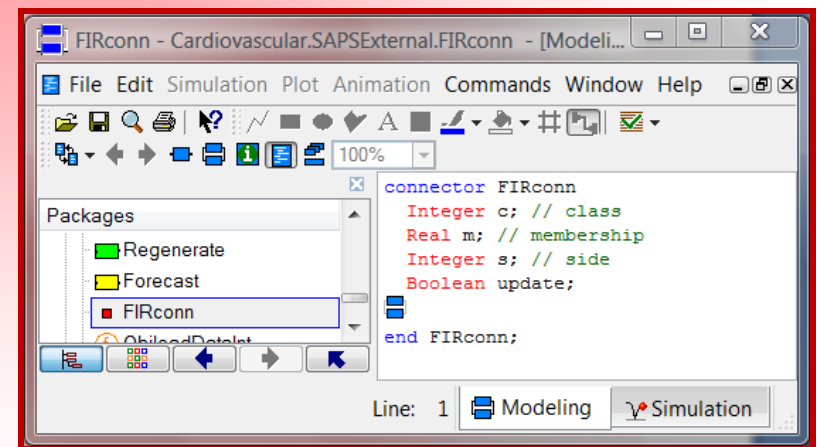 FIRconn - Cardiovascular.SAPSExternal.FIRconn - [Modeli...
File Edit Simulation Plot Animation Commands Window Help
100%
Packages
Regenerate
Forecast
FIRconn
connector FIRconn
Integer c; // class
Real m; // membership
Integer s; // side
Boolean update;
end FIRconn;
Line: 1 Modeling Simulation